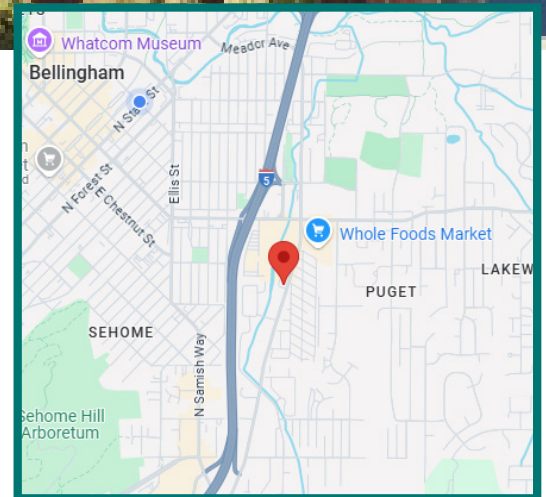 Whatcom Museum
Meador Ave
Bellingham
N State St
Ellis St
N Forest St
E Chestnut St
5
Whole Foods Market
LAKEW
PUGET
SEHOME
N Samish Way
Sehome Hill
Arboretum